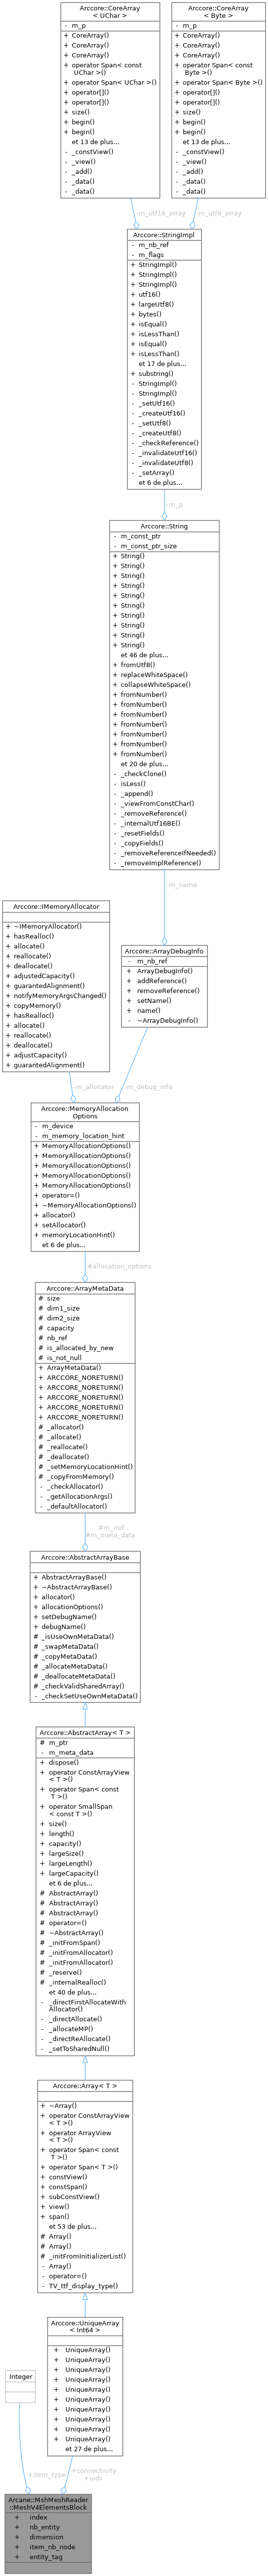 Arccore::CoreArray
< UChar >
- m_p
+ CoreArray()
+ CoreArray()
+ CoreArray()
+ operator Span< const
UChar >()
+ operator Span< UChar >()
+ operator[]()
+ operator[]()
+ size()
+ begin()
+ begin()
et 13 de plus...
- _constView()
- _view()
- _add()
- _data()
- _data()
Arccore::CoreArray
< Byte >
- m_p
+ CoreArray()
+ CoreArray()
+ CoreArray()
+ operator Span< const
Byte >()
+ operator Span< Byte >()
+ operator[]()
+ operator[]()
+ size()
+ begin()
+ begin()
et 13 de plus...
- _constView()
- _view()
- _add()
- _data()
- _data()
-m_utf16_array
-m_utf8_array
Arccore::StringImpl
- m_nb_ref
- m_flags
+ StringImpl()
+ StringImpl()
+ StringImpl()
+ utf16()
+ largeUtf8()
+ bytes()
+ isEqual()
+ isLessThan()
+ isEqual()
+ isLessThan()
et 17 de plus...
+ substring()
- StringImpl()
- StringImpl()
- _setUtf16()
- _createUtf16()
- _setUtf8()
- _createUtf8()
- _checkReference()
- _invalidateUtf16()
- _invalidateUtf8()
- _setArray()
et 6 de plus...
-m_p
Arccore::String
- m_const_ptr
- m_const_ptr_size
+ String()
+ String()
+ String()
+ String()
+ String()
+ String()
+ String()
+ String()
+ String()
+ String()
et 46 de plus...
+ fromUtf8()
+ replaceWhiteSpace()
+ collapseWhiteSpace()
+ fromNumber()
+ fromNumber()
+ fromNumber()
+ fromNumber()
+ fromNumber()
+ fromNumber()
+ fromNumber()
et 20 de plus...
- _checkClone()
- isLess()
- _append()
- _viewFromConstChar()
- _removeReference()
- _internalUtf16BE()
- _resetFields()
- _copyFields()
- _removeReferenceIfNeeded()
- _removeImplReference()
-m_name
Arccore::IMemoryAllocator
+ ~IMemoryAllocator()
+ hasRealloc()
+ allocate()
+ reallocate()
+ deallocate()
+ adjustedCapacity()
+ guarantedAlignment()
+ notifyMemoryArgsChanged()
+ copyMemory()
+ hasRealloc()
+ allocate()
+ reallocate()
+ deallocate()
+ adjustCapacity()
+ guarantedAlignment()
Arccore::ArrayDebugInfo
- m_nb_ref
+ ArrayDebugInfo()
+ addReference()
+ removeReference()
+ setName()
+ name()
- ~ArrayDebugInfo()
-m_allocator
-m_debug_info
Arccore::MemoryAllocation
Options
- m_device
- m_memory_location_hint
+ MemoryAllocationOptions()
+ MemoryAllocationOptions()
+ MemoryAllocationOptions()
+ MemoryAllocationOptions()
+ MemoryAllocationOptions()
+ operator=()
+ ~MemoryAllocationOptions()
+ allocator()
+ setAllocator()
+ memoryLocationHint()
et 6 de plus...
#allocation_options
Arccore::ArrayMetaData
# size
# dim1_size
# dim2_size
# capacity
# nb_ref
# is_allocated_by_new
# is_not_null
+ ArrayMetaData()
+ ARCCORE_NORETURN()
+ ARCCORE_NORETURN()
+ ARCCORE_NORETURN()
+ ARCCORE_NORETURN()
+ ARCCORE_NORETURN()
# _allocator()
# _allocate()
# _reallocate()
# _deallocate()
# _setMemoryLocationHint()
# _copyFromMemory()
- _checkAllocator()
- _getAllocationArgs()
- _defaultAllocator()
#m_md
#m_meta_data
Arccore::AbstractArrayBase
+ AbstractArrayBase()
+ ~AbstractArrayBase()
+ allocator()
+ allocationOptions()
+ setDebugName()
+ debugName()
# _isUseOwnMetaData()
# _swapMetaData()
# _copyMetaData()
# _allocateMetaData()
# _deallocateMetaData()
# _checkValidSharedArray()
- _checkSetUseOwnMetaData()
Arccore::AbstractArray< T >
# m_ptr
- m_meta_data
+ dispose()
+ operator ConstArrayView
< T >()
+ operator Span< const
T >()
+ operator SmallSpan
< const T >()
+ size()
+ length()
+ capacity()
+ largeSize()
+ largeLength()
+ largeCapacity()
et 6 de plus...
# AbstractArray()
# AbstractArray()
# AbstractArray()
# operator=()
# ~AbstractArray()
# _initFromSpan()
# _initFromAllocator()
# _initFromAllocator()
# _reserve()
# _internalRealloc()
et 40 de plus...
- _directFirstAllocateWith
Allocator()
- _directAllocate()
- _allocateMP()
- _directReAllocate()
- _setToSharedNull()
Arccore::Array< T >
+ ~Array()
+ operator ConstArrayView
< T >()
+ operator ArrayView
< T >()
+ operator Span< const
T >()
+ operator Span< T >()
+ constView()
+ constSpan()
+ subConstView()
+ view()
+ span()
et 53 de plus...
# Array()
# Array()
# _initFromInitializerList()
- Array()
- operator=()
- TV_ttf_display_type()
Arccore::UniqueArray
< Int64 >
+ UniqueArray()
+ UniqueArray()
+ UniqueArray()
+ UniqueArray()
+ UniqueArray()
+ UniqueArray()
+ UniqueArray()
+ UniqueArray()
+ UniqueArray()
+ UniqueArray()
et 27 de plus...
Integer
+item_type
+connectivity
+uids
Arcane::MshMeshReader
::MeshV4ElementsBlock
+ index
+ nb_entity
+ dimension
+ item_nb_node
+ entity_tag